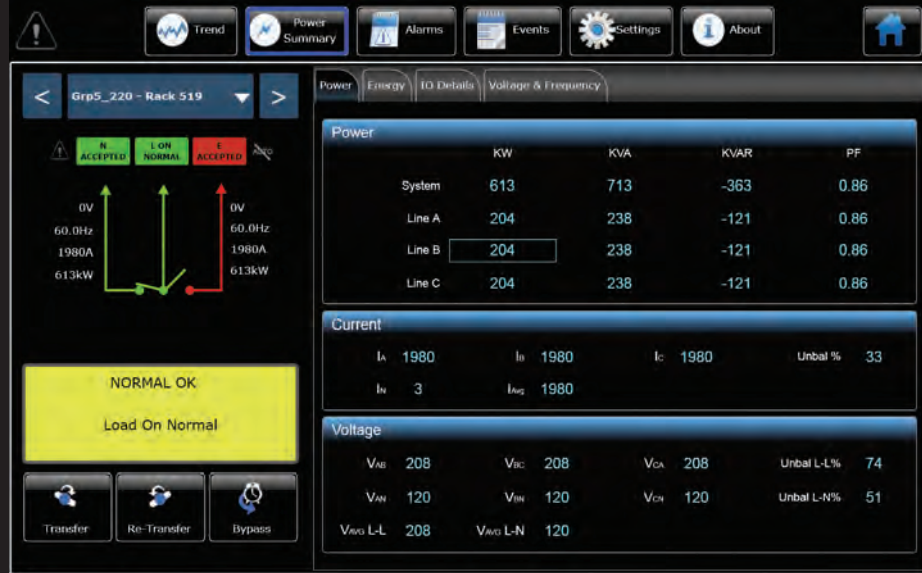 Trend
Power Summary
Alarms
Events
Settings
About
< Grp5_220 - Rack 519 >
N ACCEPTED
L ON NORMAL
E ACCEPTED
AUTO
0V
60.0Hz
1980A
613kW
0V
60.0Hz
1980A
613kW
NORMAL OK
Load On Normal
Transfer
Re-Transfer
Bypass
Power Energy IO Details Voltage & Frequency
Power
KW KVA KVAR PF
System 613 713 -363 0.86
Line A 204 238 -121 0.86
Line B 204 238 -121 0.86
Line C 204 238 -121 0.86
Current
IA 1980 IB 1980 IC 1980 Unbal % 33
IN 3 IAvg 1980
Voltage
VAB 208 VBC 208 VCA 208 Unbal L-L% 74
VAN 120 VBN 120 VCN 120 Unbal L-N% 51
VAVG L-L 208 VAVG L-N 120